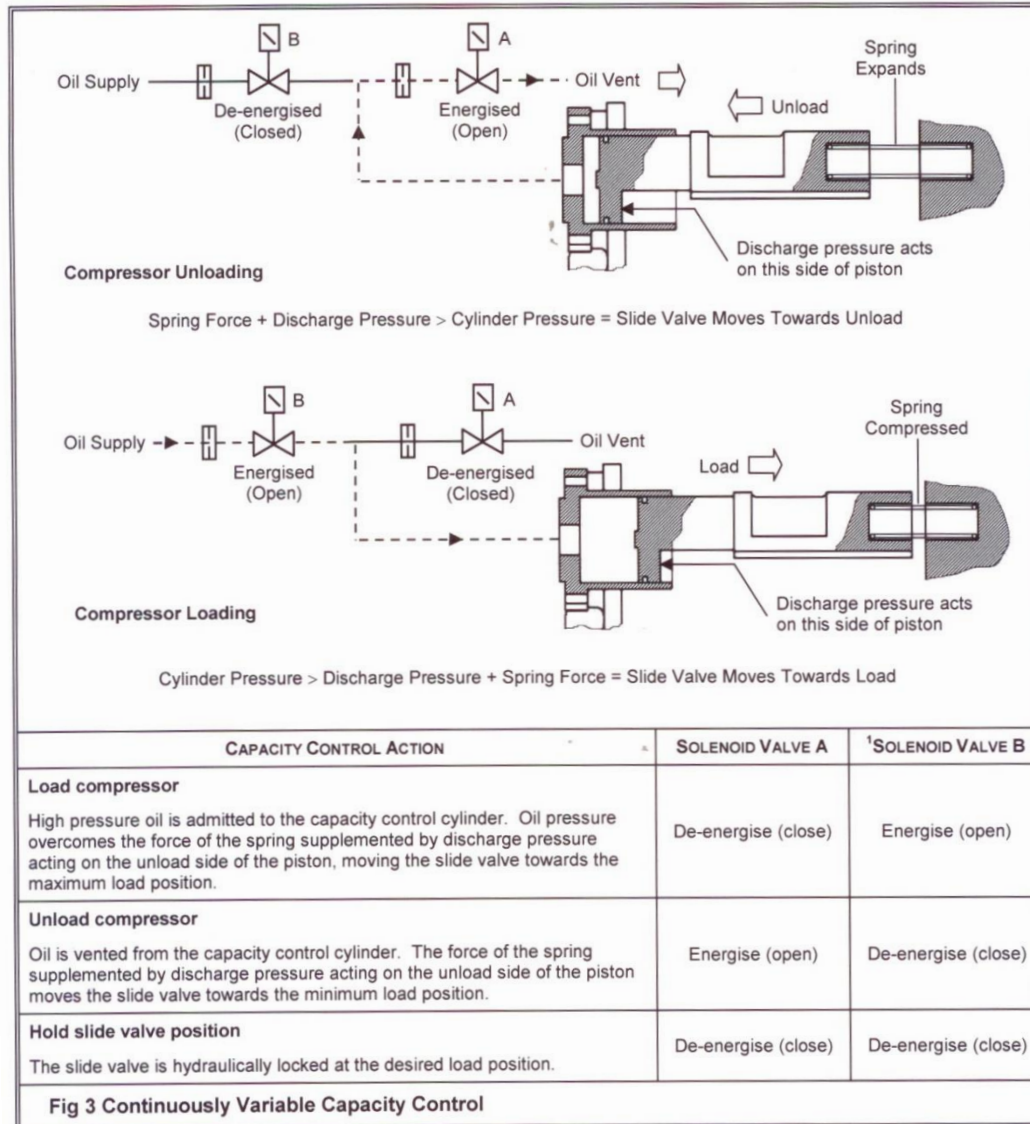 B
A
Spring
Expands
Oil Supply
Oil Vent
De-energised
(Closed)
Energised
(Open)
Unload
Discharge pressure acts
on this side of piston
Compressor Unloading
Spring Force + Discharge Pressure > Cylinder Pressure = Slide Valve Moves Towards Unload
B
A
Spring
Compressed
Oil Supply
Oil Vent
Energised
(Open)
De-energised
(Closed)
Load
Discharge pressure acts
on this side of piston
Compressor Loading
Cylinder Pressure > Discharge Pressure + Spring Force = Slide Valve Moves Towards Load
CAPACITY CONTROL ACTION SOLENOID VALVE A ¹SOLENOID VALVE B
Load compressor
High pressure oil is admitted to the capacity control cylinder. Oil pressure
overcomes the force of the spring supplemented by discharge pressure
acting on the unload side of the piston, moving the slide valve towards the
maximum load position.
De-energise (close) Energise (open)
Unload compressor
Oil is vented from the capacity control cylinder. The force of the spring
supplemented by discharge pressure acting on the unload side of the piston
moves the slide valve towards the minimum load position.
Energise (open) De-energise (close)
Hold slide valve position
The slide valve is hydraulically locked at the desired load position.
De-energise (close) De-energise (close)
Fig 3 Continuously Variable Capacity Control